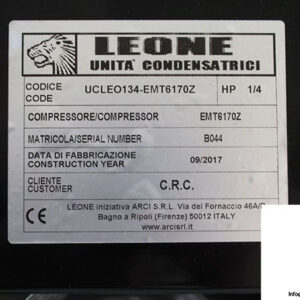 LEONE
UNITÀ CONDENSATRICI
CODICE
CODE
UCLEO134-EMT6170Z
HP 1/4
COMPRESSORE/COMPRESSOR EMT6170Z
MATRICOLA/SERIAL NUMBER B044
DATA DI FABBRICAZIONE
CONSTRUCTION YEAR
09/2017
CLIENTE
CUSTOMER
C.R.C.
CE
LEONE iniziativa ARCI S.R.L. Via del Fornaccio 46A/
Bagno a Ripoli (Firenze) 50012 ITALY
www.arcisrl.it